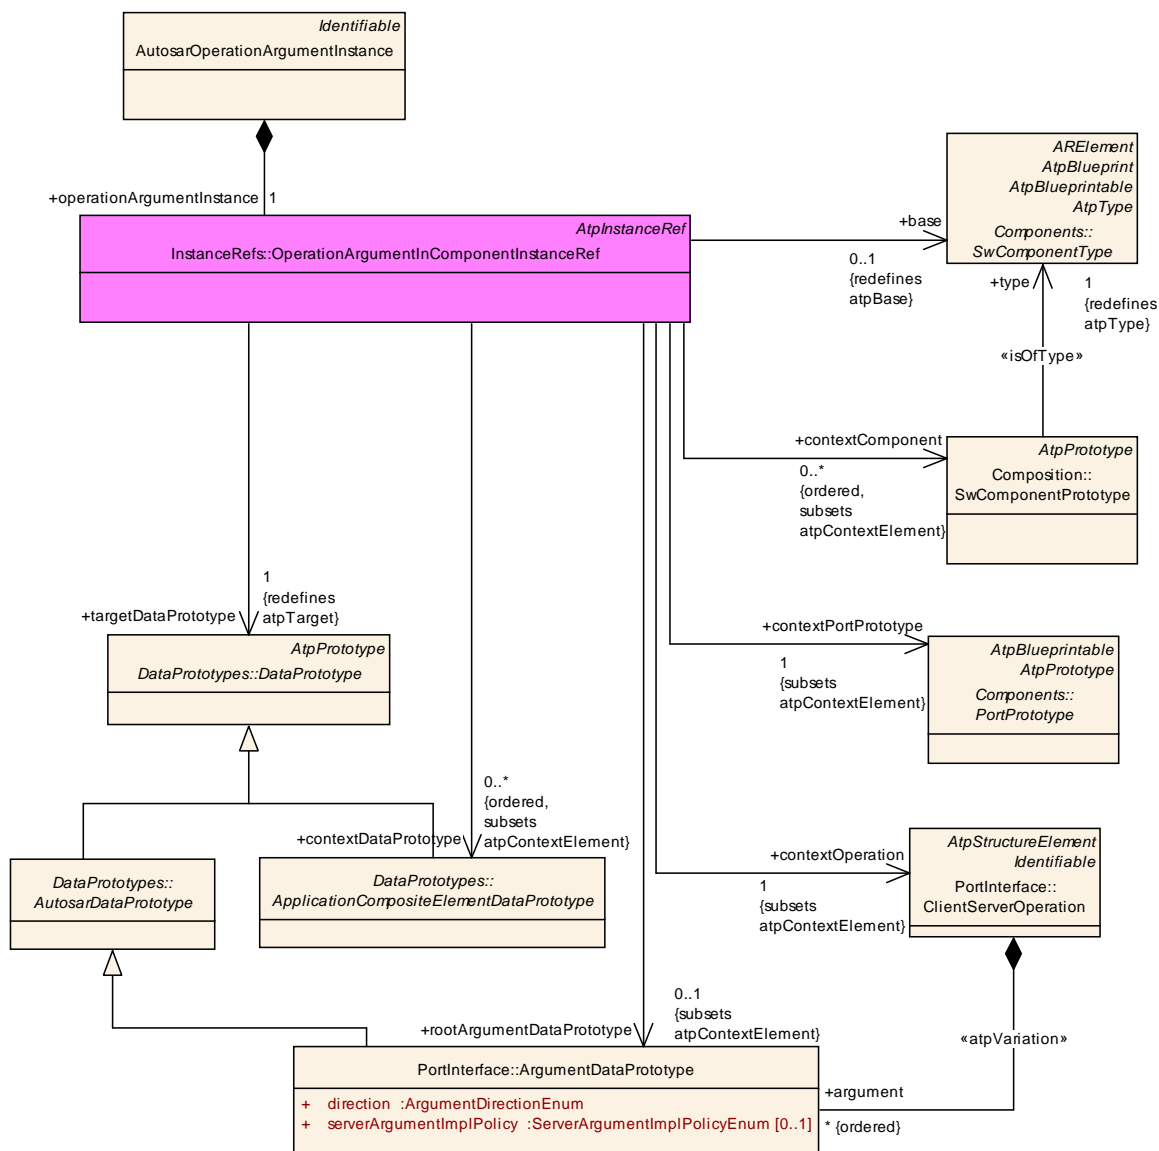 Identifiable
AutosarOperationArgumentInstance
+operationArgumentInstance
1
AtpInstanceRef
InstanceRefs::OperationArgumentInComponentInstanceRef
+base
0..1
{redefines
atpBase}
ARElement
AtpBlueprint
AtpBlueprintable
AtpType
Components::
SwComponentType
+type
1
{redefines
atpType}
«isOfType»
+contextComponent
0..*
{ordered,
subsets
atpContextElement}
AtpPrototype
Composition::
SwComponentPrototype
+targetDataPrototype
1
{redefines
atpTarget}
AtpPrototype
DataPrototypes::DataPrototype
+contextPortPrototype
1
{subsets
atpContextElement}
AtpBlueprintable
AtpPrototype
Components::
PortPrototype
+contextDataPrototype
0..*
{ordered,
subsets
atpContextElement}
DataPrototypes::
AutosarDataPrototype
DataPrototypes::
ApplicationCompositeElementDataPrototype
+contextOperation
1
{subsets
atpContextElement}
AtpStructureElement
Identifiable
PortInterface::
ClientServerOperation
+rootArgumentDataPrototype
0..1
{subsets
atpContextElement}
«atpVariation»
PortInterface::ArgumentDataPrototype
+ direction :ArgumentDirectionEnum
+ serverArgumentImplPolicy :ServerArgumentImplPolicyEnum [0..1]
+argument
* {ordered}